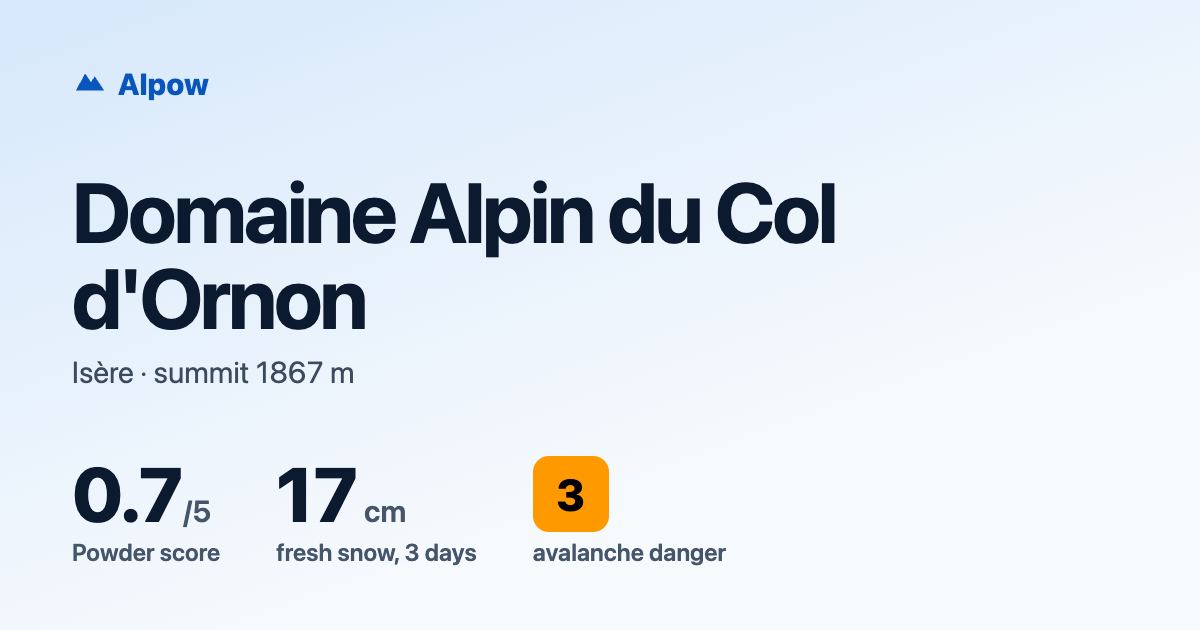 Alpow
Domaine Alpin du Col
d'Ornon
Isère · summit 1867 m
0.7/5
Powder score
17 cm
fresh snow, 3 days
3
avalanche danger